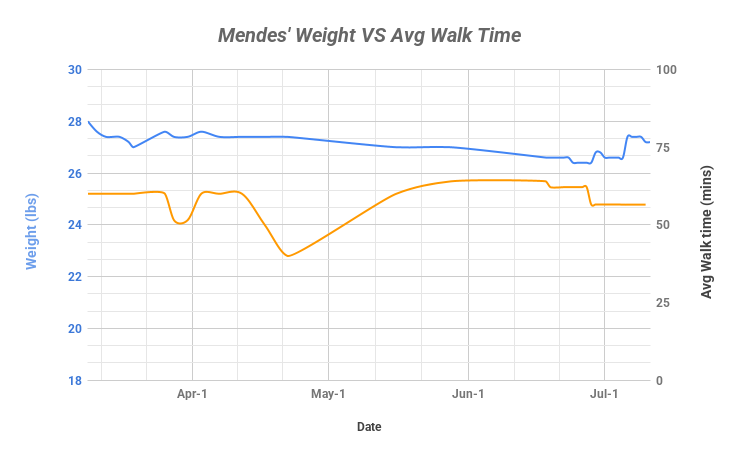 Mendes' Weight VS Avg Walk Time
30
28
26
24
22
20
18
Weight (lbs)
100
75
50
25
0
Avg Walk time (mins)
Apr-1
May-1
Jun-1
Jul-1
Date